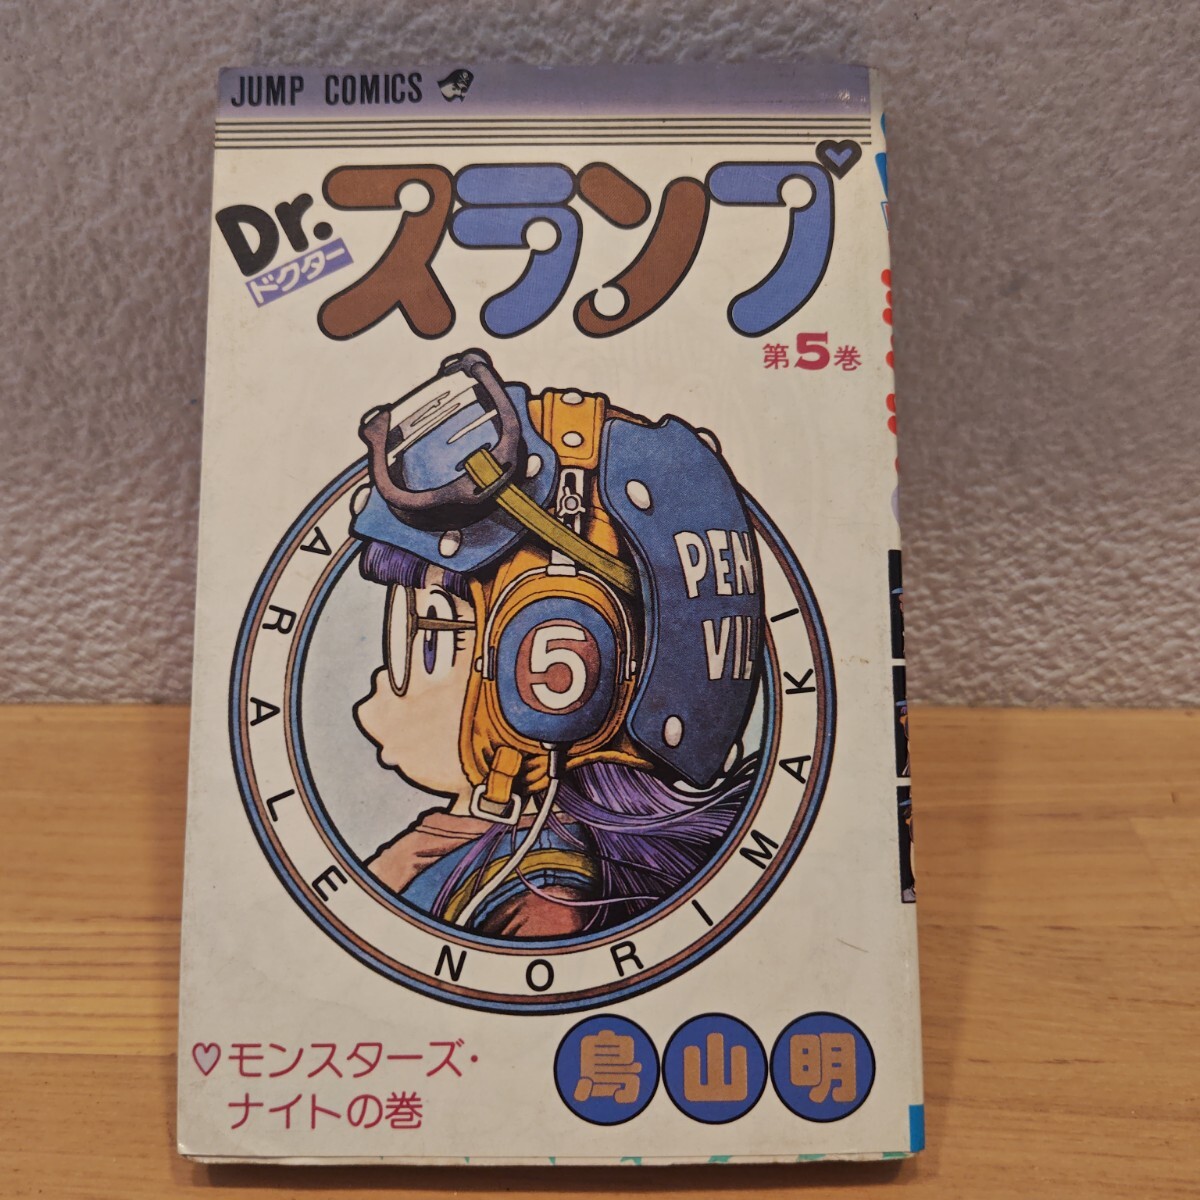 JUMP COMICS
Dr.スランプ
ドクター
第5巻
PEN
VIL
5
ARALE NORIMAKI
♡モンスターズ・
ナイトの巻
鳥山明